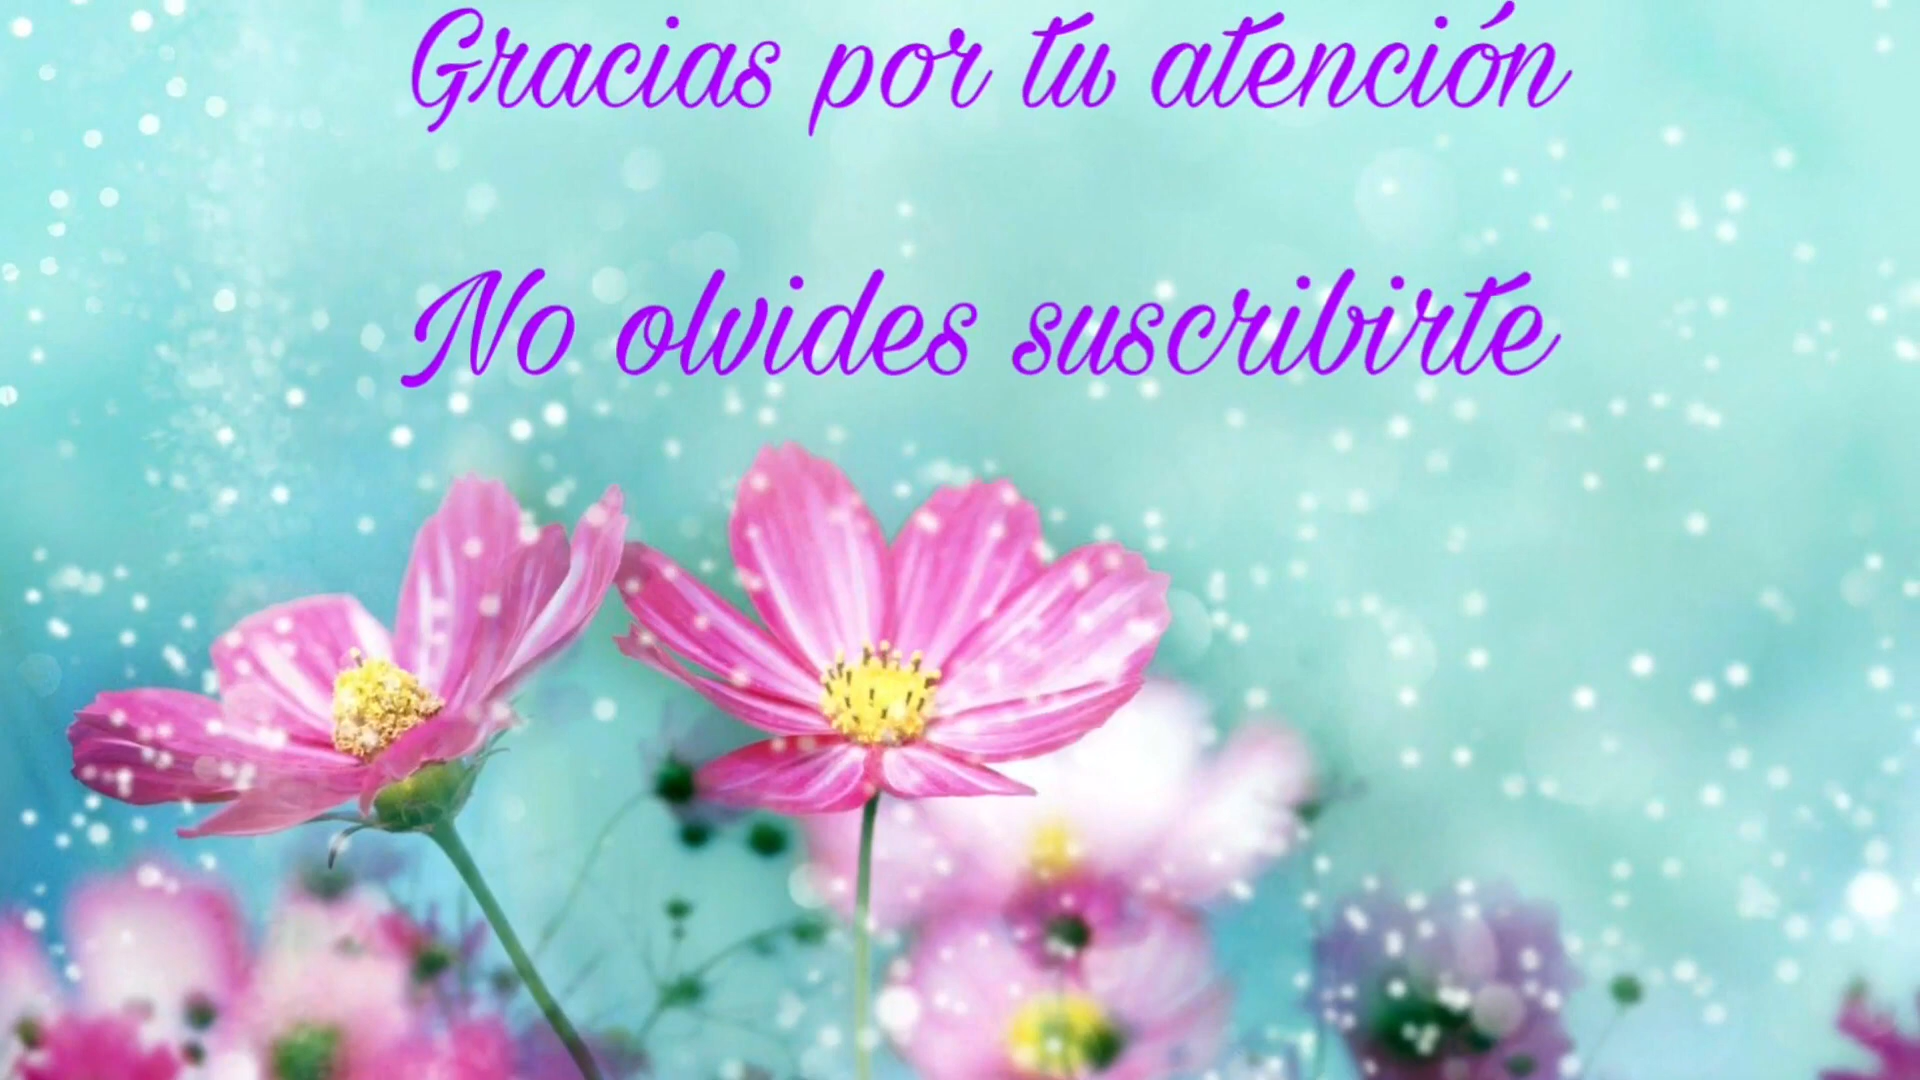 Gracias por tu atención
No olvides suscribirte